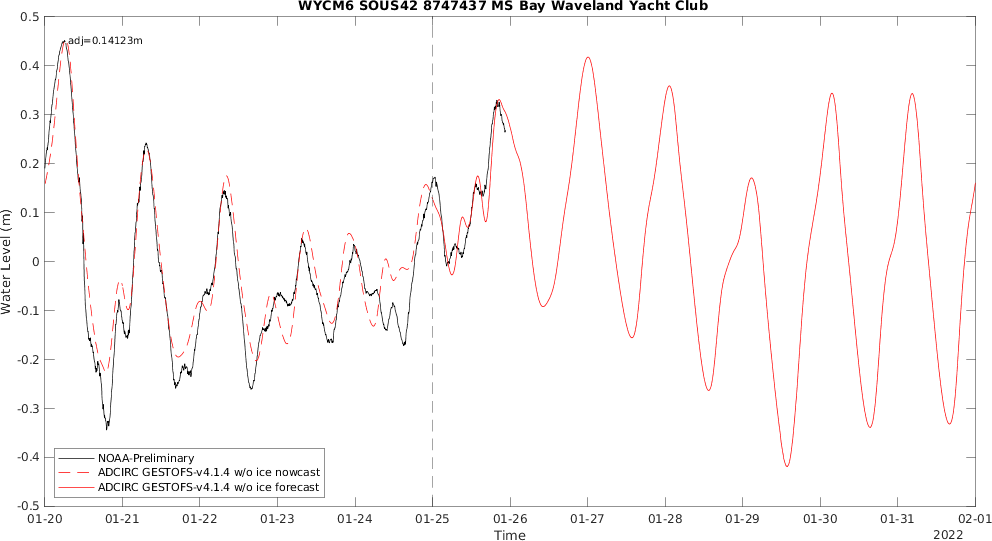 WYCM6 SOUS42 8747437 MS Bay Waveland Yacht Club
adj=0.14123m
Water Level (m)
0.5
0.4
0.3
0.2
0.1
0
-0.1
-0.2
-0.3
-0.4
-0.5
NOAA-Preliminary
ADCIRC GESTOFS-v4.1.4 w/o ice nowcast
ADCIRC GESTOFS-v4.1.4 w/o ice forecast
01-20 01-21 01-22 01-23 01-24 01-25 01-26 01-27 01-28 01-29 01-30 01-31 02-01
Time
2022